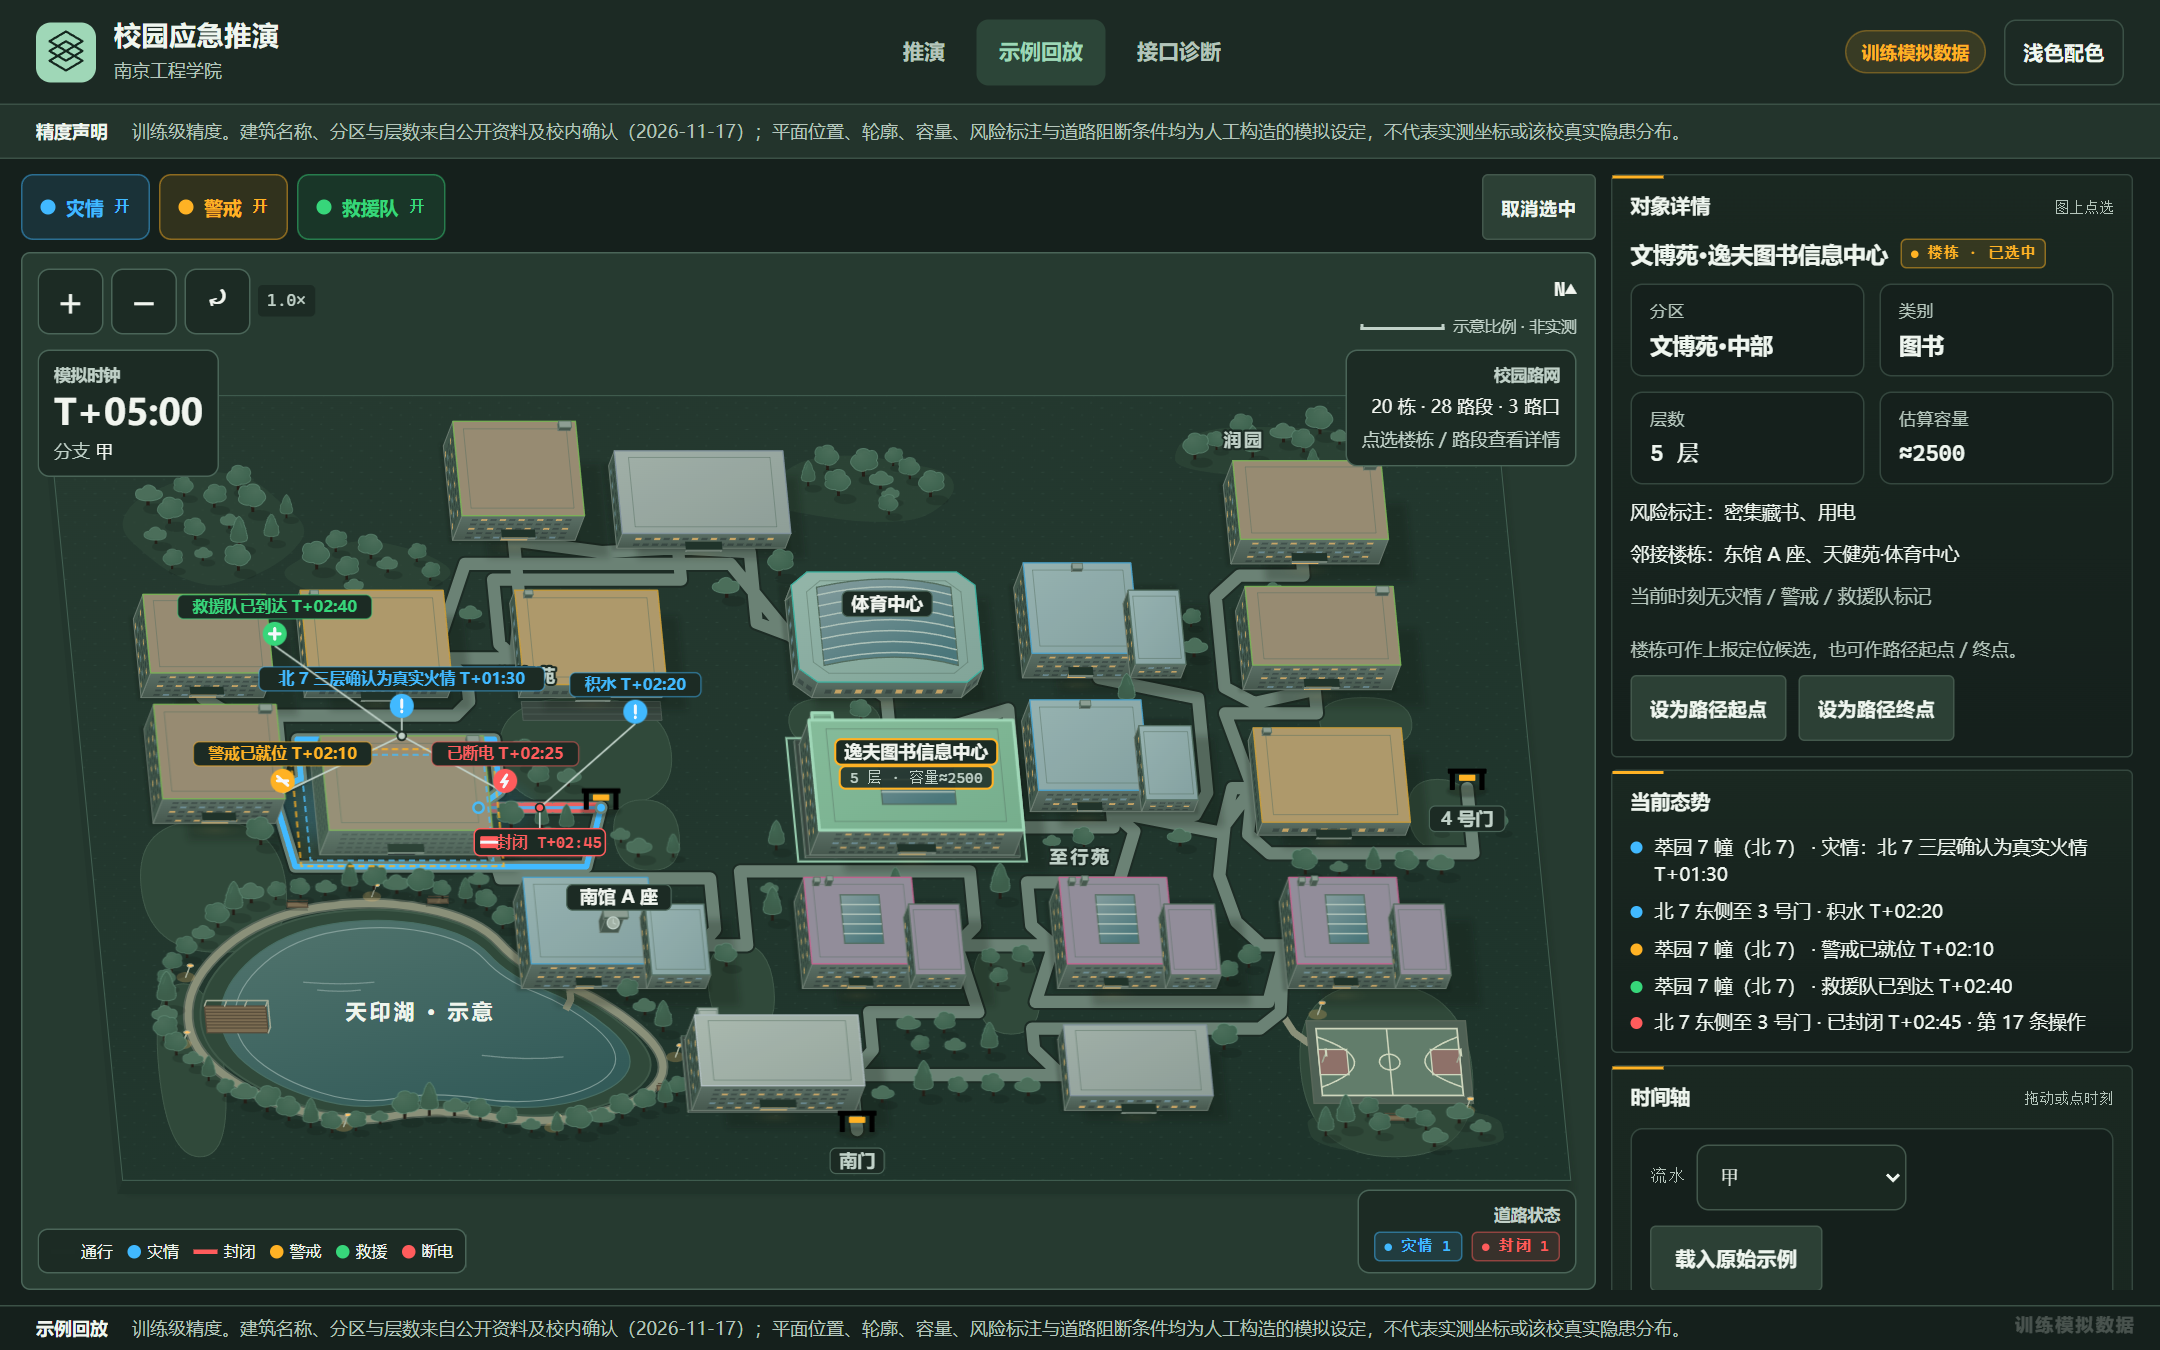 校园应急推演
南京工程学院
推演
示例回放
接口诊断
训练模拟数据
浅色配色
精度声明 训练级精度。建筑名称、分区与层数来自公开资料及校内确认（2026-11-17）；平面位置、轮廓、容量、风险标注与道路阻断条件均为人工构造的模拟设定，不代表实测坐标或该校真实隐患分布。
灾情 开
警戒 开
救援队 开
取消选中
+
−
1.0×
N▲
示意比例 · 非实测
模拟时钟
T+05:00
分支 甲
校园路网
20 栋 · 28 路段 · 3 路口
点选楼栋 / 路段查看详情
润园
体育中心
救援队已到达 T+02:40
北 7 三层确认为真实火情 T+01:30
苑
积水 T+02:20
警戒已就位 T+02:10
已断电 T+02:25
逸夫图书信息中心
5 层 · 容量≈2500
封闭 T+02:45
4 号门
至行苑
南馆 A 座
天印湖 · 示意
南门
通行 灾情 封闭 警戒 救援 断电
道路状态
灾情 1
封闭 1
对象详情
图上点选
文博苑·逸夫图书信息中心
楼栋 · 已选中
分区
文博苑·中部
类别
图书
层数
5 层
估算容量
≈2500
风险标注：密集藏书、用电
邻接楼栋：东馆 A 座、天健苑·体育中心
当前时刻无灾情 / 警戒 / 救援队标记
楼栋可作上报定位候选，也可作路径起点 / 终点。
设为路径起点
设为路径终点
当前态势
萃园 7 幢（北 7） · 灾情：北 7 三层确认为真实火情
T+01:30
北 7 东侧至 3 号门 · 积水 T+02:20
萃园 7 幢（北 7） · 警戒已就位 T+02:10
萃园 7 幢（北 7） · 救援队已到达 T+02:40
北 7 东侧至 3 号门 · 已封闭 T+02:45 · 第 17 条操作
时间轴
拖动或点时刻
流水
甲
载入原始示例
示例回放 训练级精度。建筑名称、分区与层数来自公开资料及校内确认（2026-11-17）；平面位置、轮廓、容量、风险标注与道路阻断条件均为人工构造的模拟设定，不代表实测坐标或该校真实隐患分布。
训练模拟数据